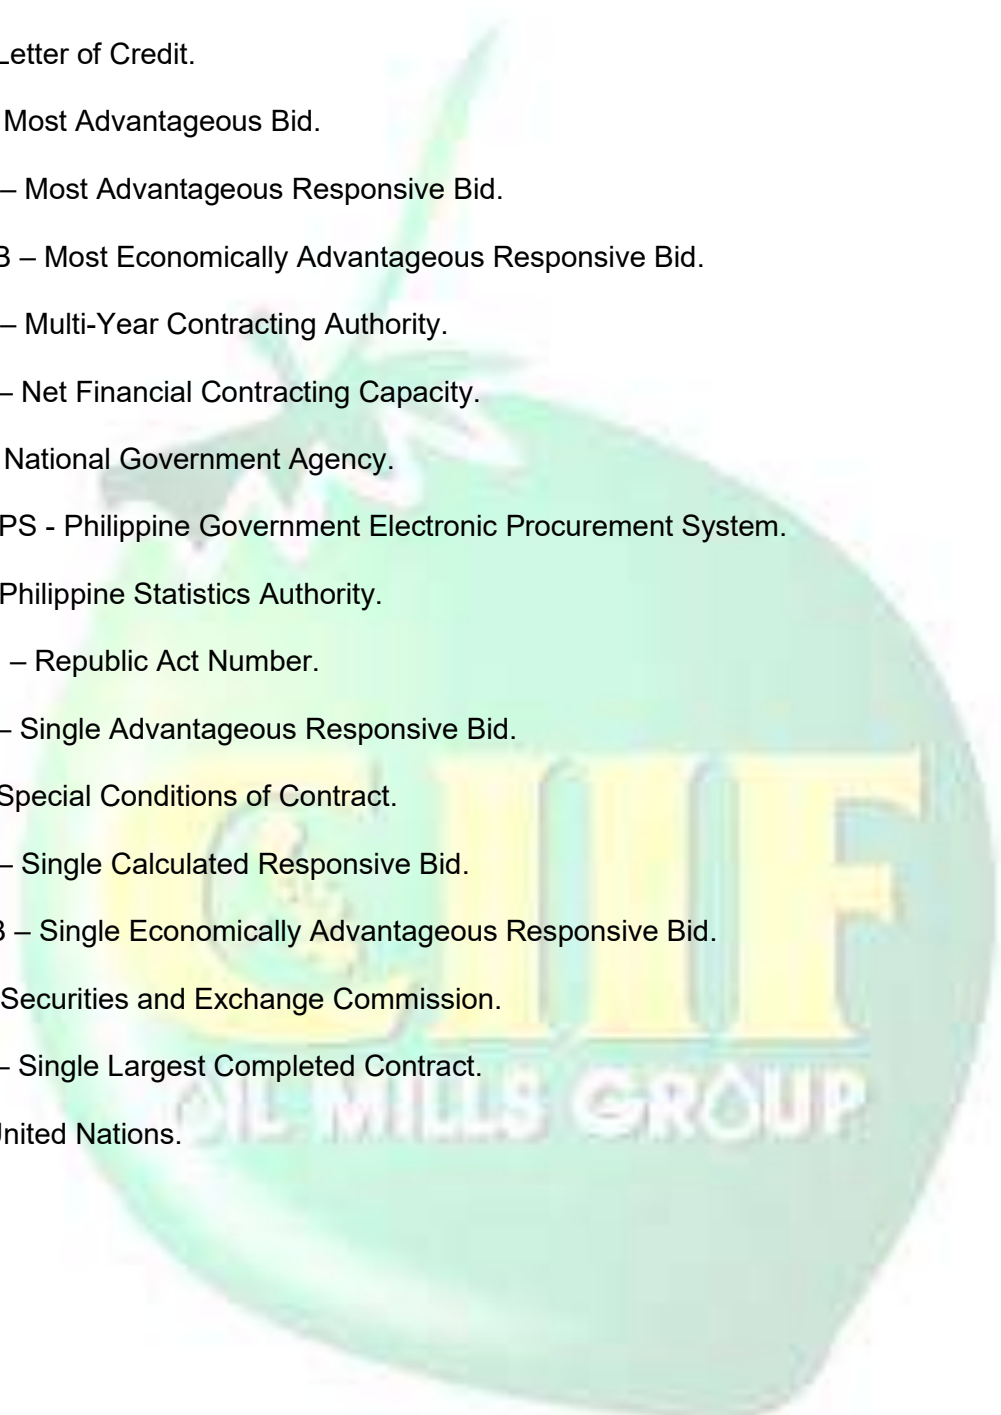 Letter of Credit.
Most Advantageous Bid.
– Most Advantageous Responsive Bid.
B – Most Economically Advantageous Responsive Bid.
– Multi-Year Contracting Authority.
– Net Financial Contracting Capacity.
National Government Agency.
PS - Philippine Government Electronic Procurement System.
Philippine Statistics Authority.
– Republic Act Number.
– Single Advantageous Responsive Bid.
Special Conditions of Contract.
– Single Calculated Responsive Bid.
B – Single Economically Advantageous Responsive Bid.
Securities and Exchange Commission.
– Single Largest Completed Contract.
United Nations.
CIIF
OIL MILLS GROUP